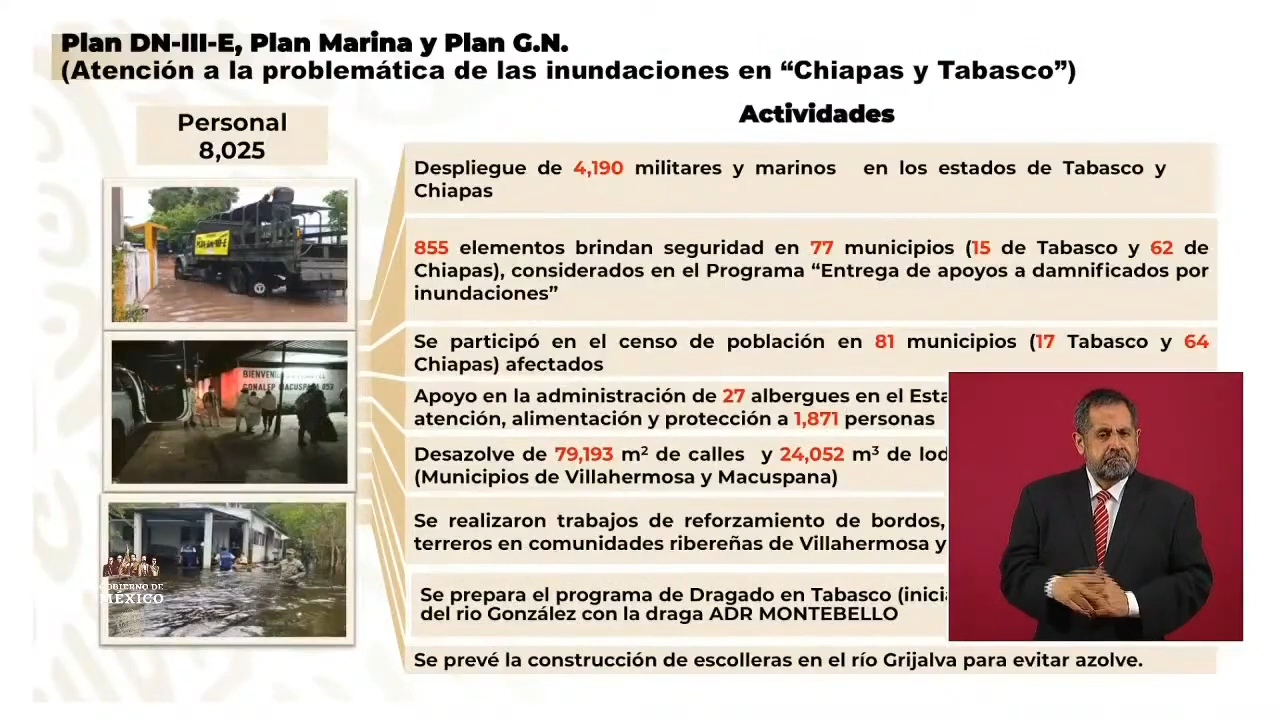 Plan DN-III-E, Plan Marina y Plan G.N.
(Atención a la problemática de las inundaciones en “Chiapas y Tabasco”)
Personal
8,025
Actividades
Despliegue de 4,190 militares y marinos en los estados de Tabasco y
Chiapas
855 elementos brindan seguridad en 77 municipios (15 de Tabasco y 62 de
Chiapas), considerados en el Programa “Entrega de apoyos a damnificados por
inundaciones”
Se participó en el censo de población en 81 municipios (17 Tabasco y 64
Chiapas) afectados
Apoyo en la administración de 27 albergues en el
atención, alimentación y protección a 1,871 personas
Desazolve de 79,193 m² de calles y 24,052 m³ de
(Municipios de Villahermosa y Macuspana)
Se realizaron trabajos de reforzamiento de bordos,
terreros en comunidades ribereñas de Villahermosa y
Se prepara el programa de Dragado en Tabasco
del rio González con la draga ADR MONTEBELLO
Se prevé la construcción de escolleras en el río Grijalva para evitar azolve.
PLAN DN-III-E
CONALEP MACUSPANA 053
GOBIERNO DE
MÉXICO